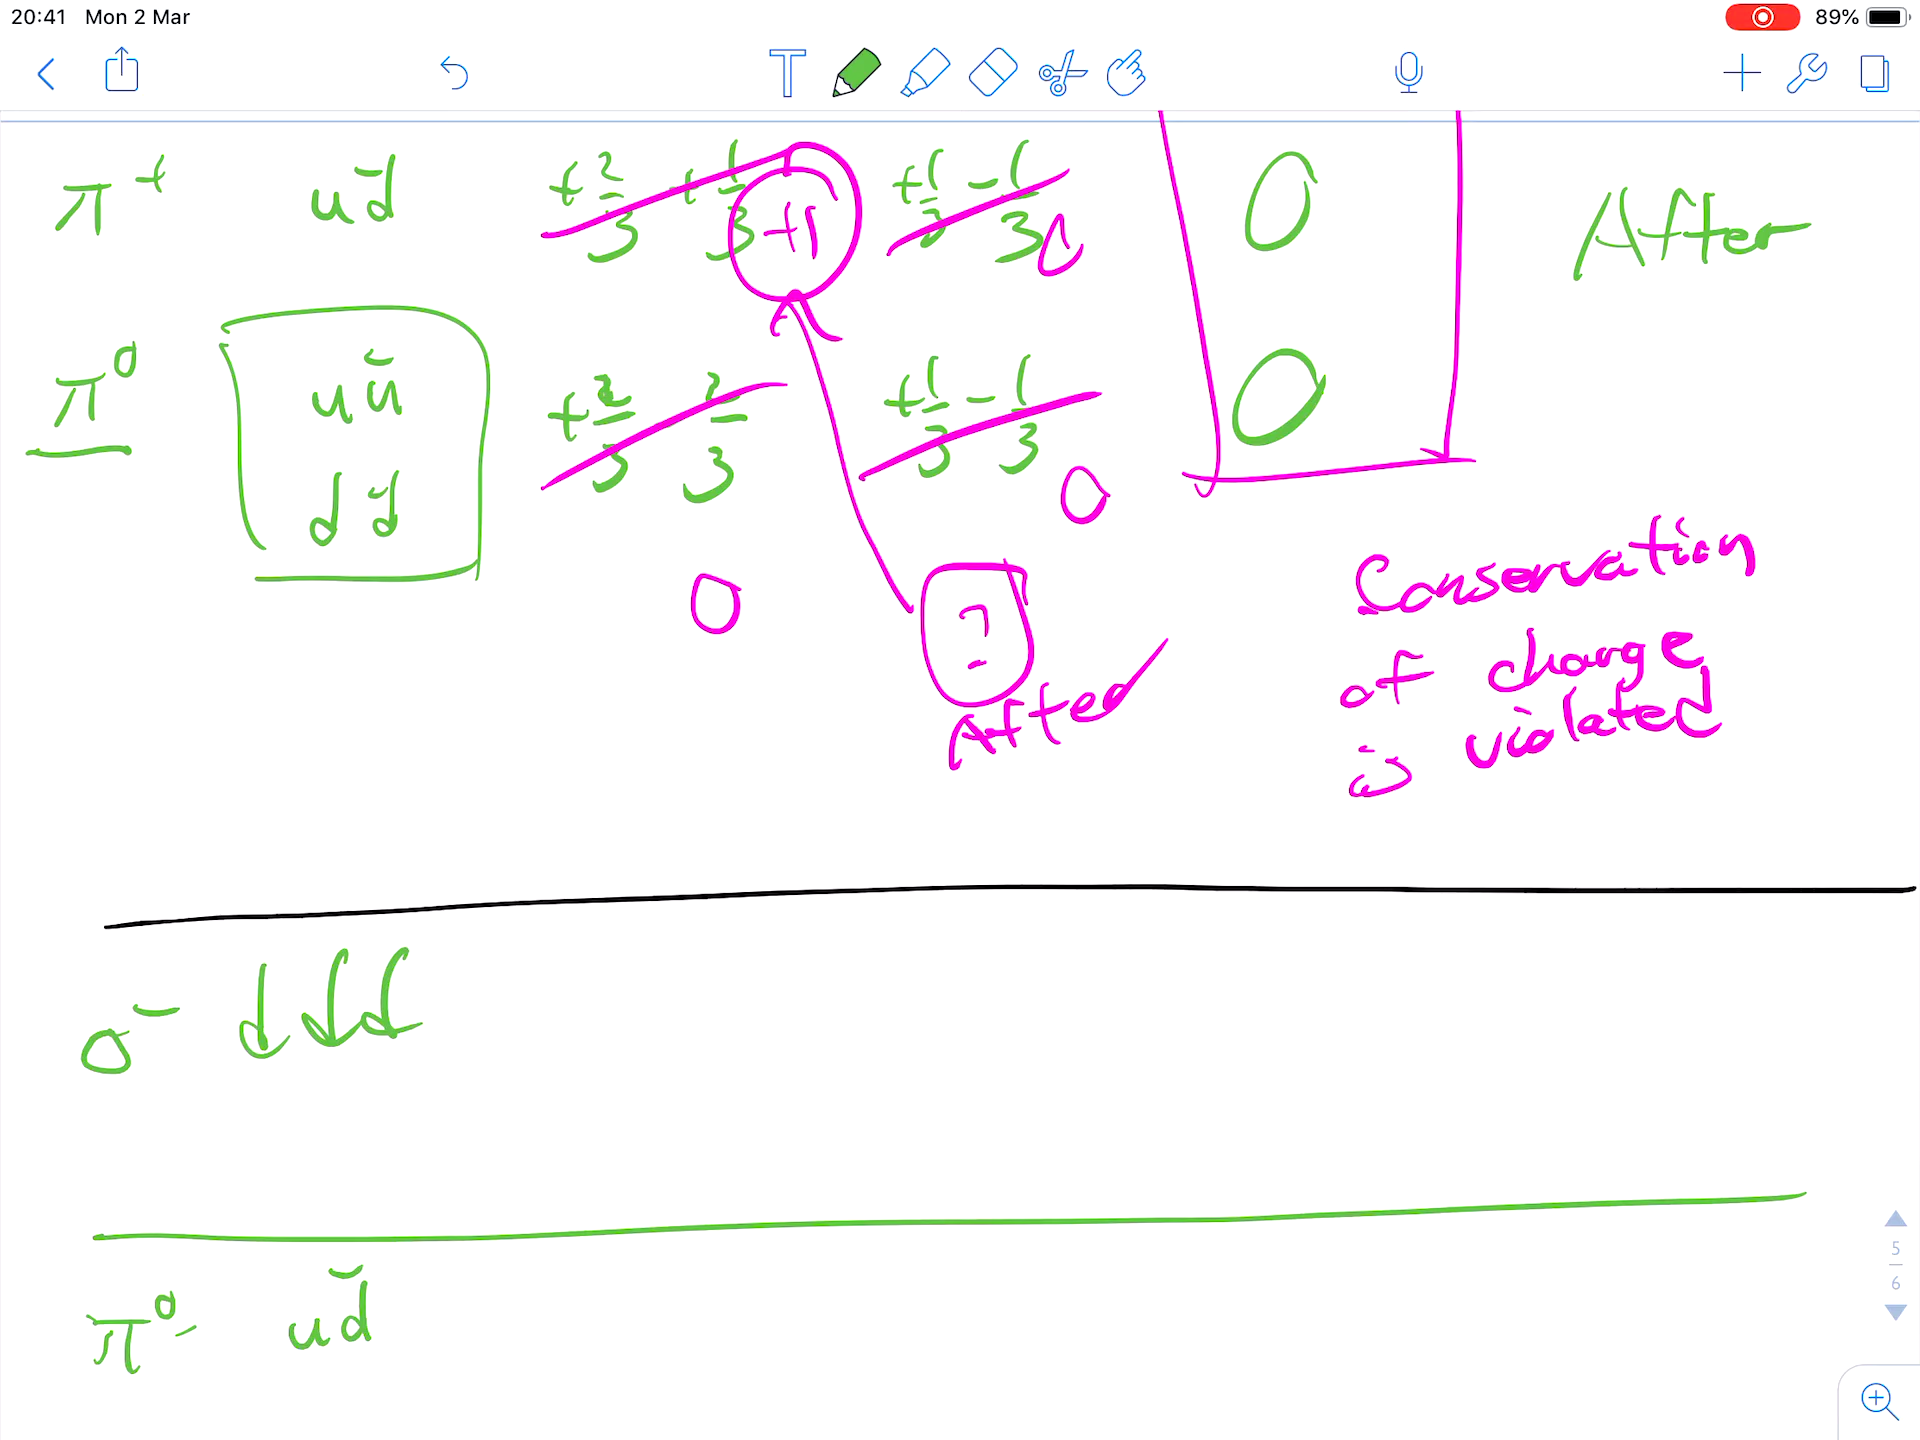 20:41 Mon 2 Mar 89%
T
π⁺ ud̄ +2/3 +1/3 +1 +1/3 -1/3 0 0 After
π⁰ uū +2/3 2/3 +1/3 -1/3 0
dd̄ 0
0 ?
After
Conservation
of charge
is violated
σ⁻ ddd
5
6
π⁰ ud̄